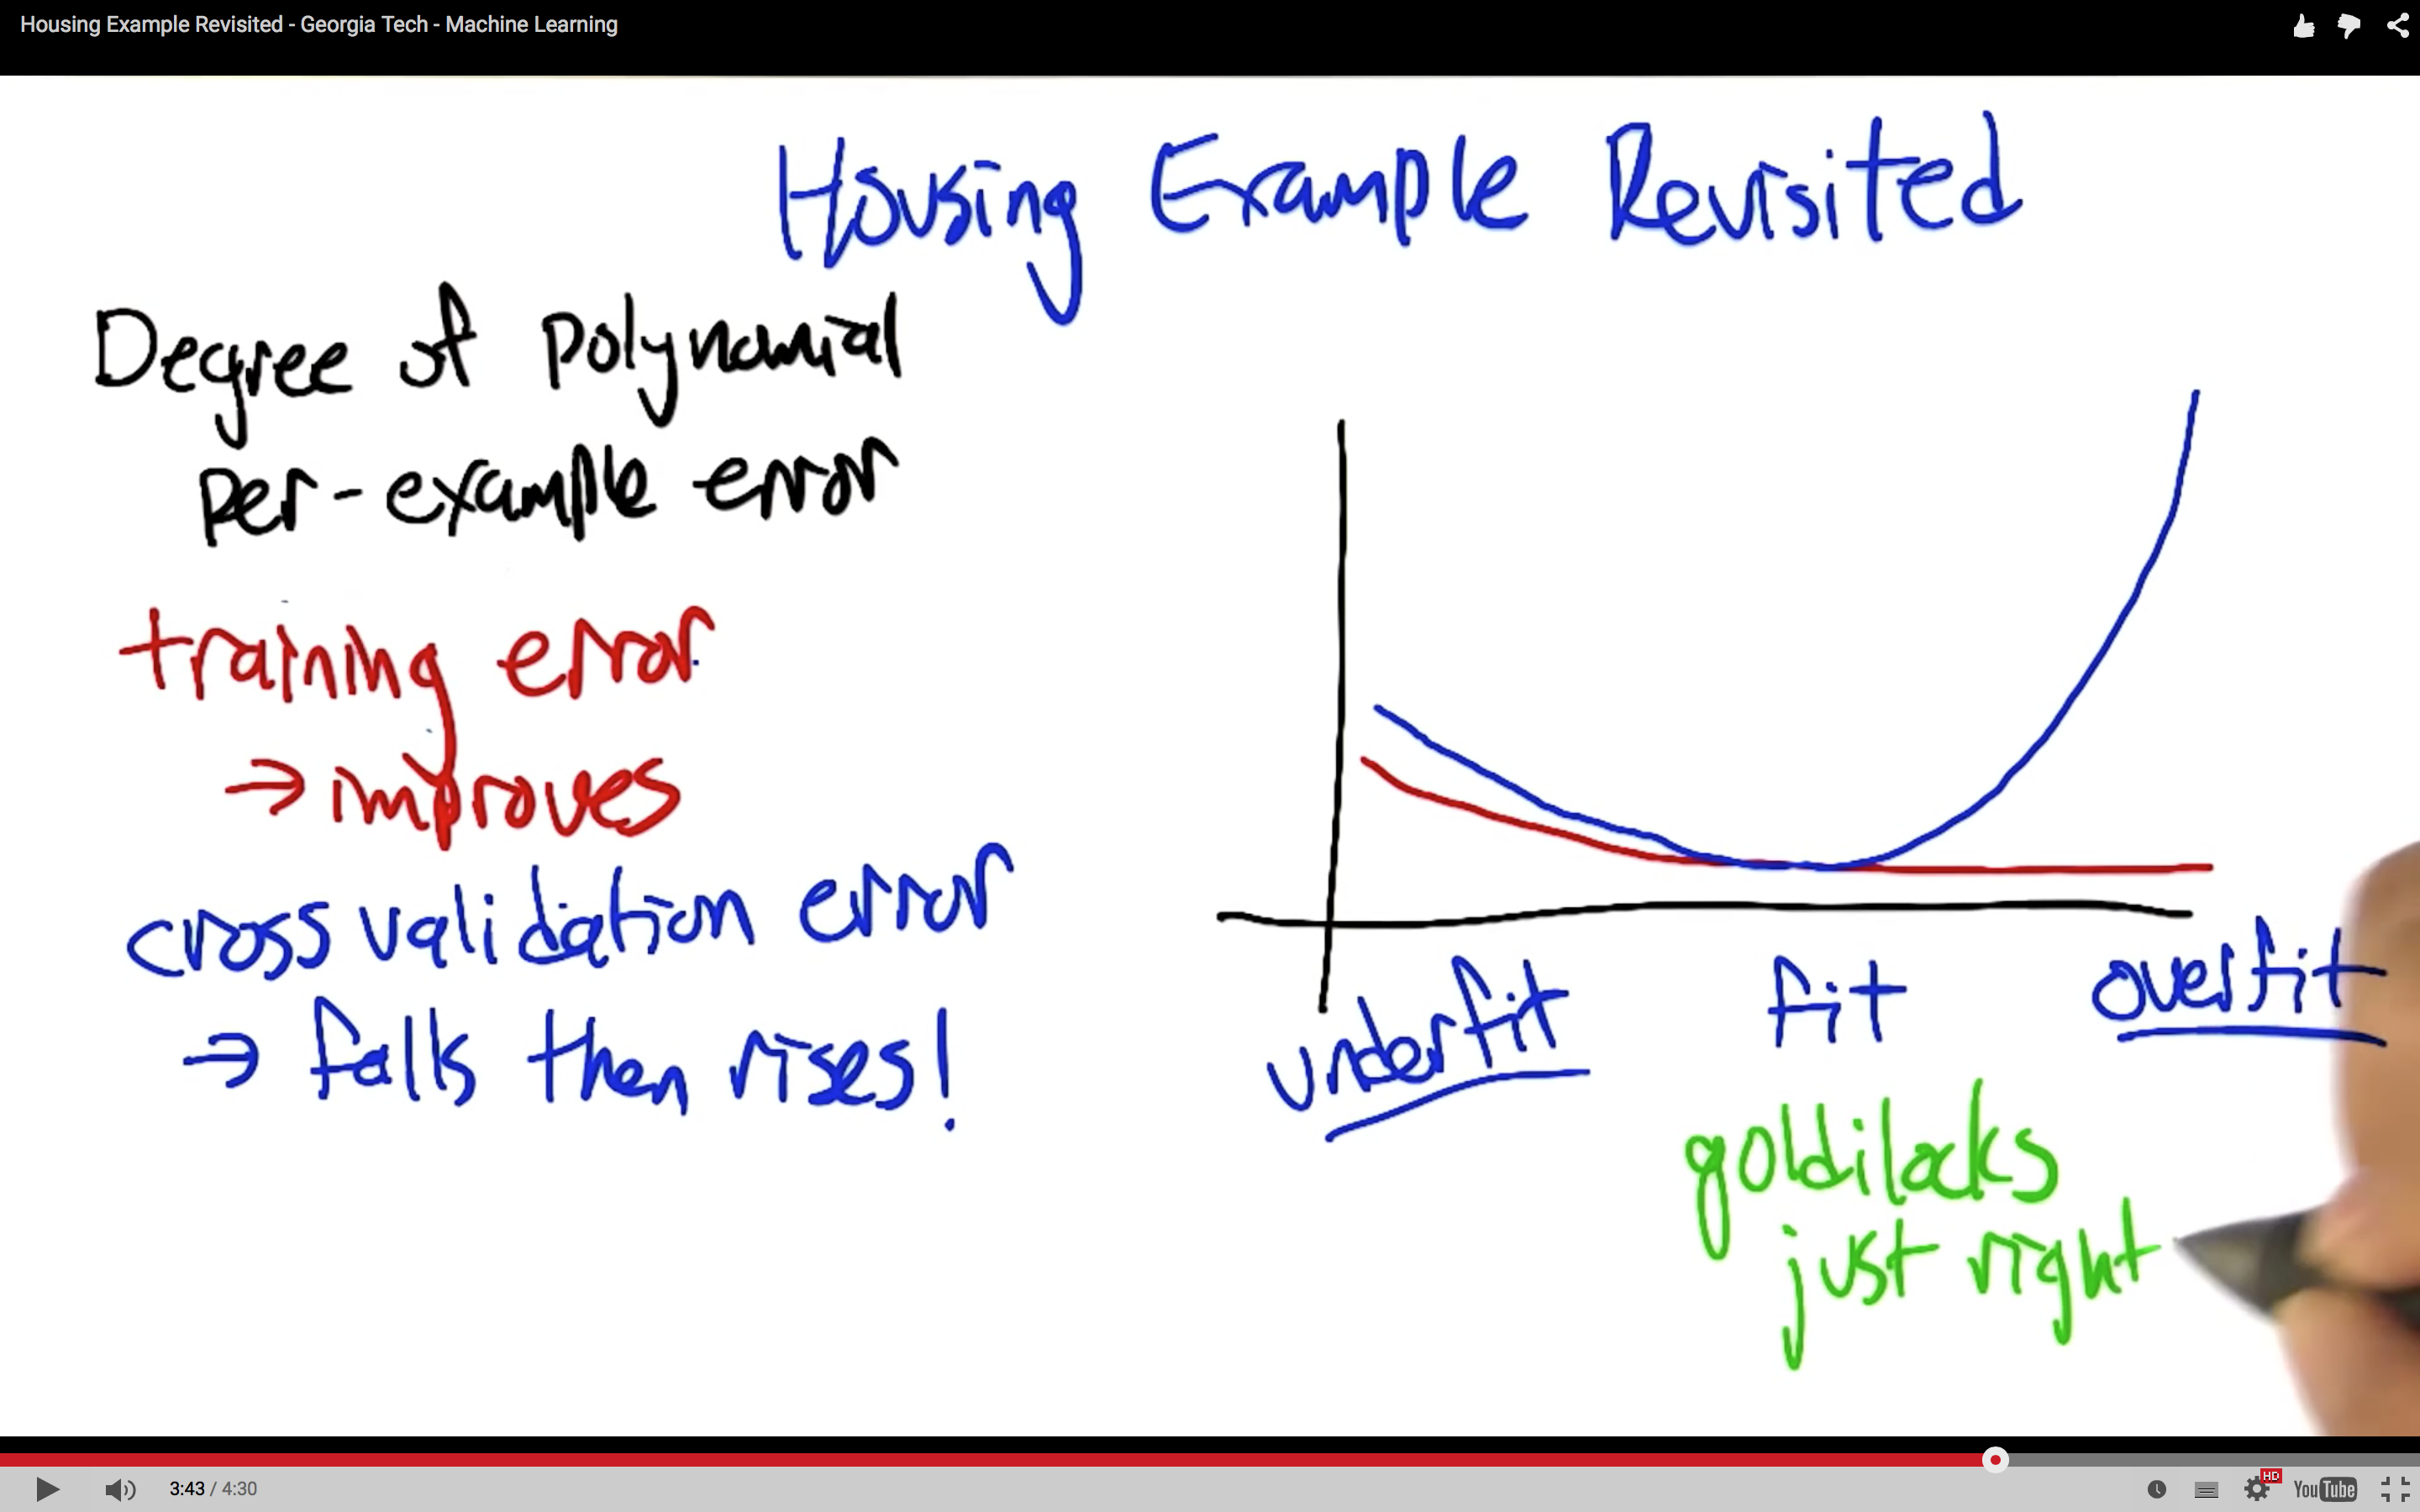 Housing Example Revisited - Georgia Tech - Machine Learning
Housing Example Revisited
Degree of polynomial
per-example error
training error
→ improves
cross validation error
→ falls then rises!
underfit
fit
overfit
goldilocks
just right
3:43 / 4:30
HD
YouTube